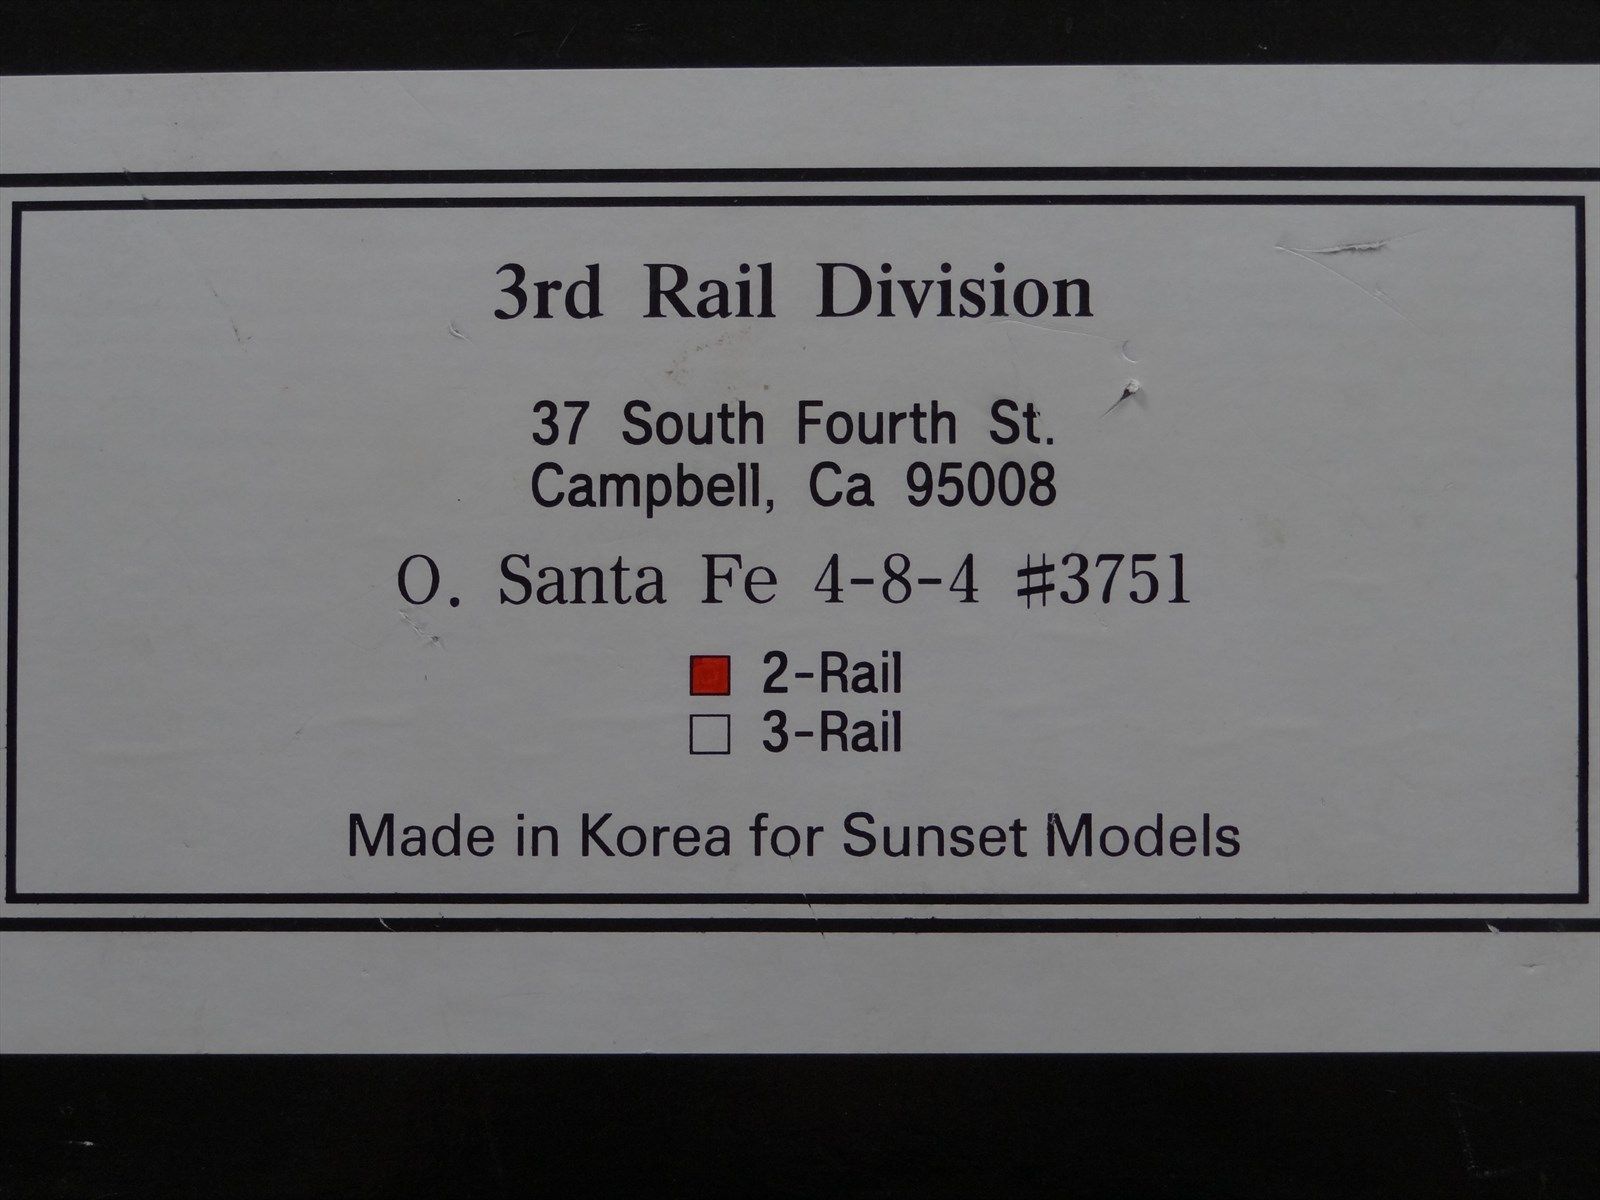 3rd Rail Division
37 South Fourth St.
Campbell, Ca 95008
O. Santa Fe 4-8-4 #3751
2-Rail
3-Rail
Made in Korea for Sunset Models